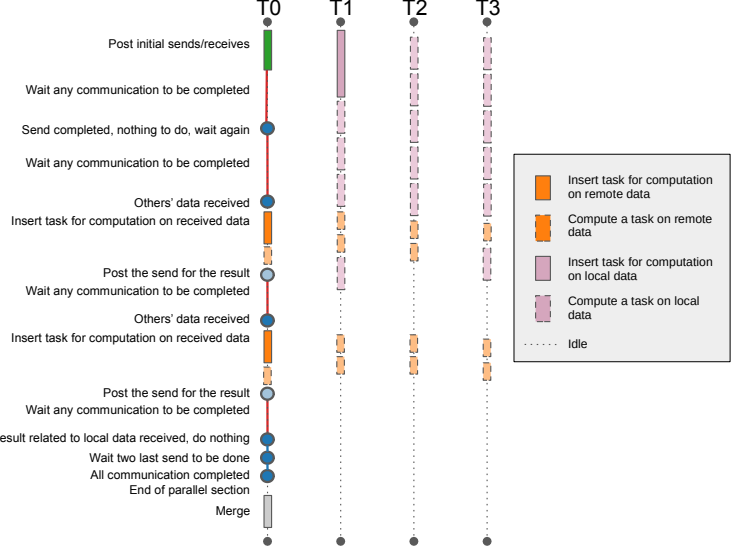 T0 T1 T2 T3
Post initial sends/receives
Wait any communication to be completed
Send completed, nothing to do, wait again
Wait any communication to be completed
Others' data received
Insert task for computation on received data
Post the send for the result
Wait any communication to be completed
Others' data received
Insert task for computation on received data
Post the send for the result
Wait any communication to be completed
esult related to local data received, do nothing
Wait two last send to be done
All communication completed
End of parallel section
Merge
Insert task for computation
on remote data
Compute a task on remote
data
Insert task for computation
on local data
Compute a task on local
data
Idle